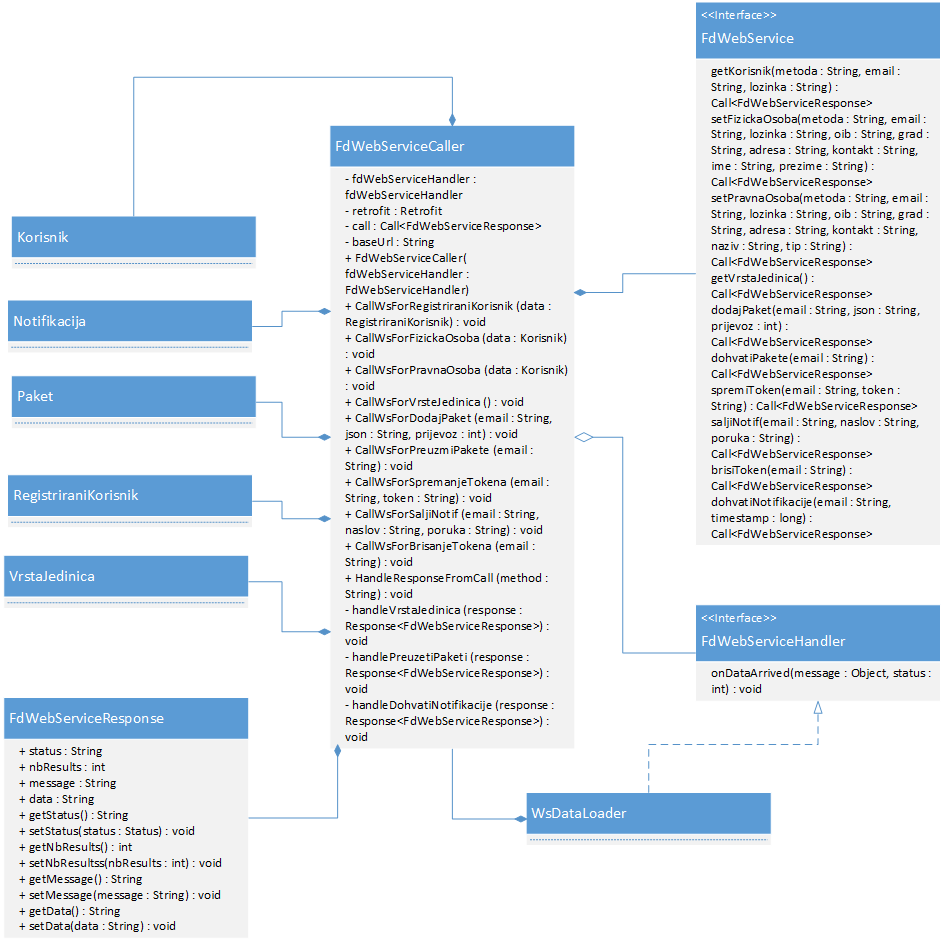 <<Interface>>
FdWebService
getKorisnik(metoda : String, email :
String, lozinka : String) :
Call<FdWebServiceResponse>
setFizickaOsoba(metoda : String, email :
String, lozinka : String, oib : String, grad :
String, adresa : String, kontakt : String,
ime : String, prezime : String) :
Call<FdWebServiceResponse>
setPravnaOsoba(metoda : String, email :
String, lozinka : String, oib : String, grad :
String, adresa : String, kontakt : String,
naziv : String, tip : String) :
Call<FdWebServiceResponse>
getVrstaJedinica() :
Call<FdWebServiceResponse>
dodajPaket(email : String, json : String,
prijevoz : int) :
Call<FdWebServiceResponse>
dohvatiPakete(email : String) :
Call<FdWebServiceResponse>
spremiToken(email : String, token :
String) : Call<FdWebServiceResponse>
saljiNotif(email : String, naslov : String,
poruka : String) :
Call<FdWebServiceResponse>
brisiToken(email : String) :
Call<FdWebServiceResponse>
dohvatiNotifikacije(email : String,
timestamp : long) :
Call<FdWebServiceResponse>
FdWebServiceCaller
- fdWebServiceHandler :
fdWebServiceHandler
- retrofit : Retrofit
- call : Call<FdWebServiceResponse>
- baseUrl : String
+ FdWebServiceCaller(
fdWebServiceHandler :
FdWebServiceHandler)
+ CallWsForRegistriraniKorisnik (data :
RegistriraniKorisnik) : void
+ CallWsForFizickaOsoba (data : Korisnik)
: void
+ CallWsForPravnaOsoba (data : Korisnik)
: void
+ CallWsForVrsteJedinica () : void
+ CallWsForDodajPaket (email : String,
json : String, prijevoz : int) : void
+ CallWsForPreuzmiPakete (email :
String) : void
+ CallWsForSpremanjeTokena (email :
String, token : String) : void
+ CallWsForSaljiNotif (email : String,
naslov : String, poruka : String) : void
+ CallWsForBrisanjeTokena (email :
String) : void
+ HandleResponseFromCall (method :
String) : void
- handleVrstaJedinica (response :
Response<FdWebServiceResponse>) :
void
- handlePreuzetiPaketi (response :
Response<FdWebServiceResponse>) :
void
- handleDohvatiNotifikacije (response :
Response<FdWebServiceResponse>) :
void
Korisnik
Notifikacija
Paket
RegistriraniKorisnik
VrstaJedinica
FdWebServiceResponse
+ status : String
+ nbResults : int
+ message : String
+ data : String
+ getStatus() : String
+ setStatus(status : Status) : void
+ getNbResults() : int
+ setNbResultss(nbResults : int) : void
+ getMessage() : String
+ setMessage(message : String) : void
+ getData() : String
+ setData(data : String) : void
<<Interface>>
FdWebServiceHandler
onDataArrived(message : Object, status :
int) : void
WsDataLoader